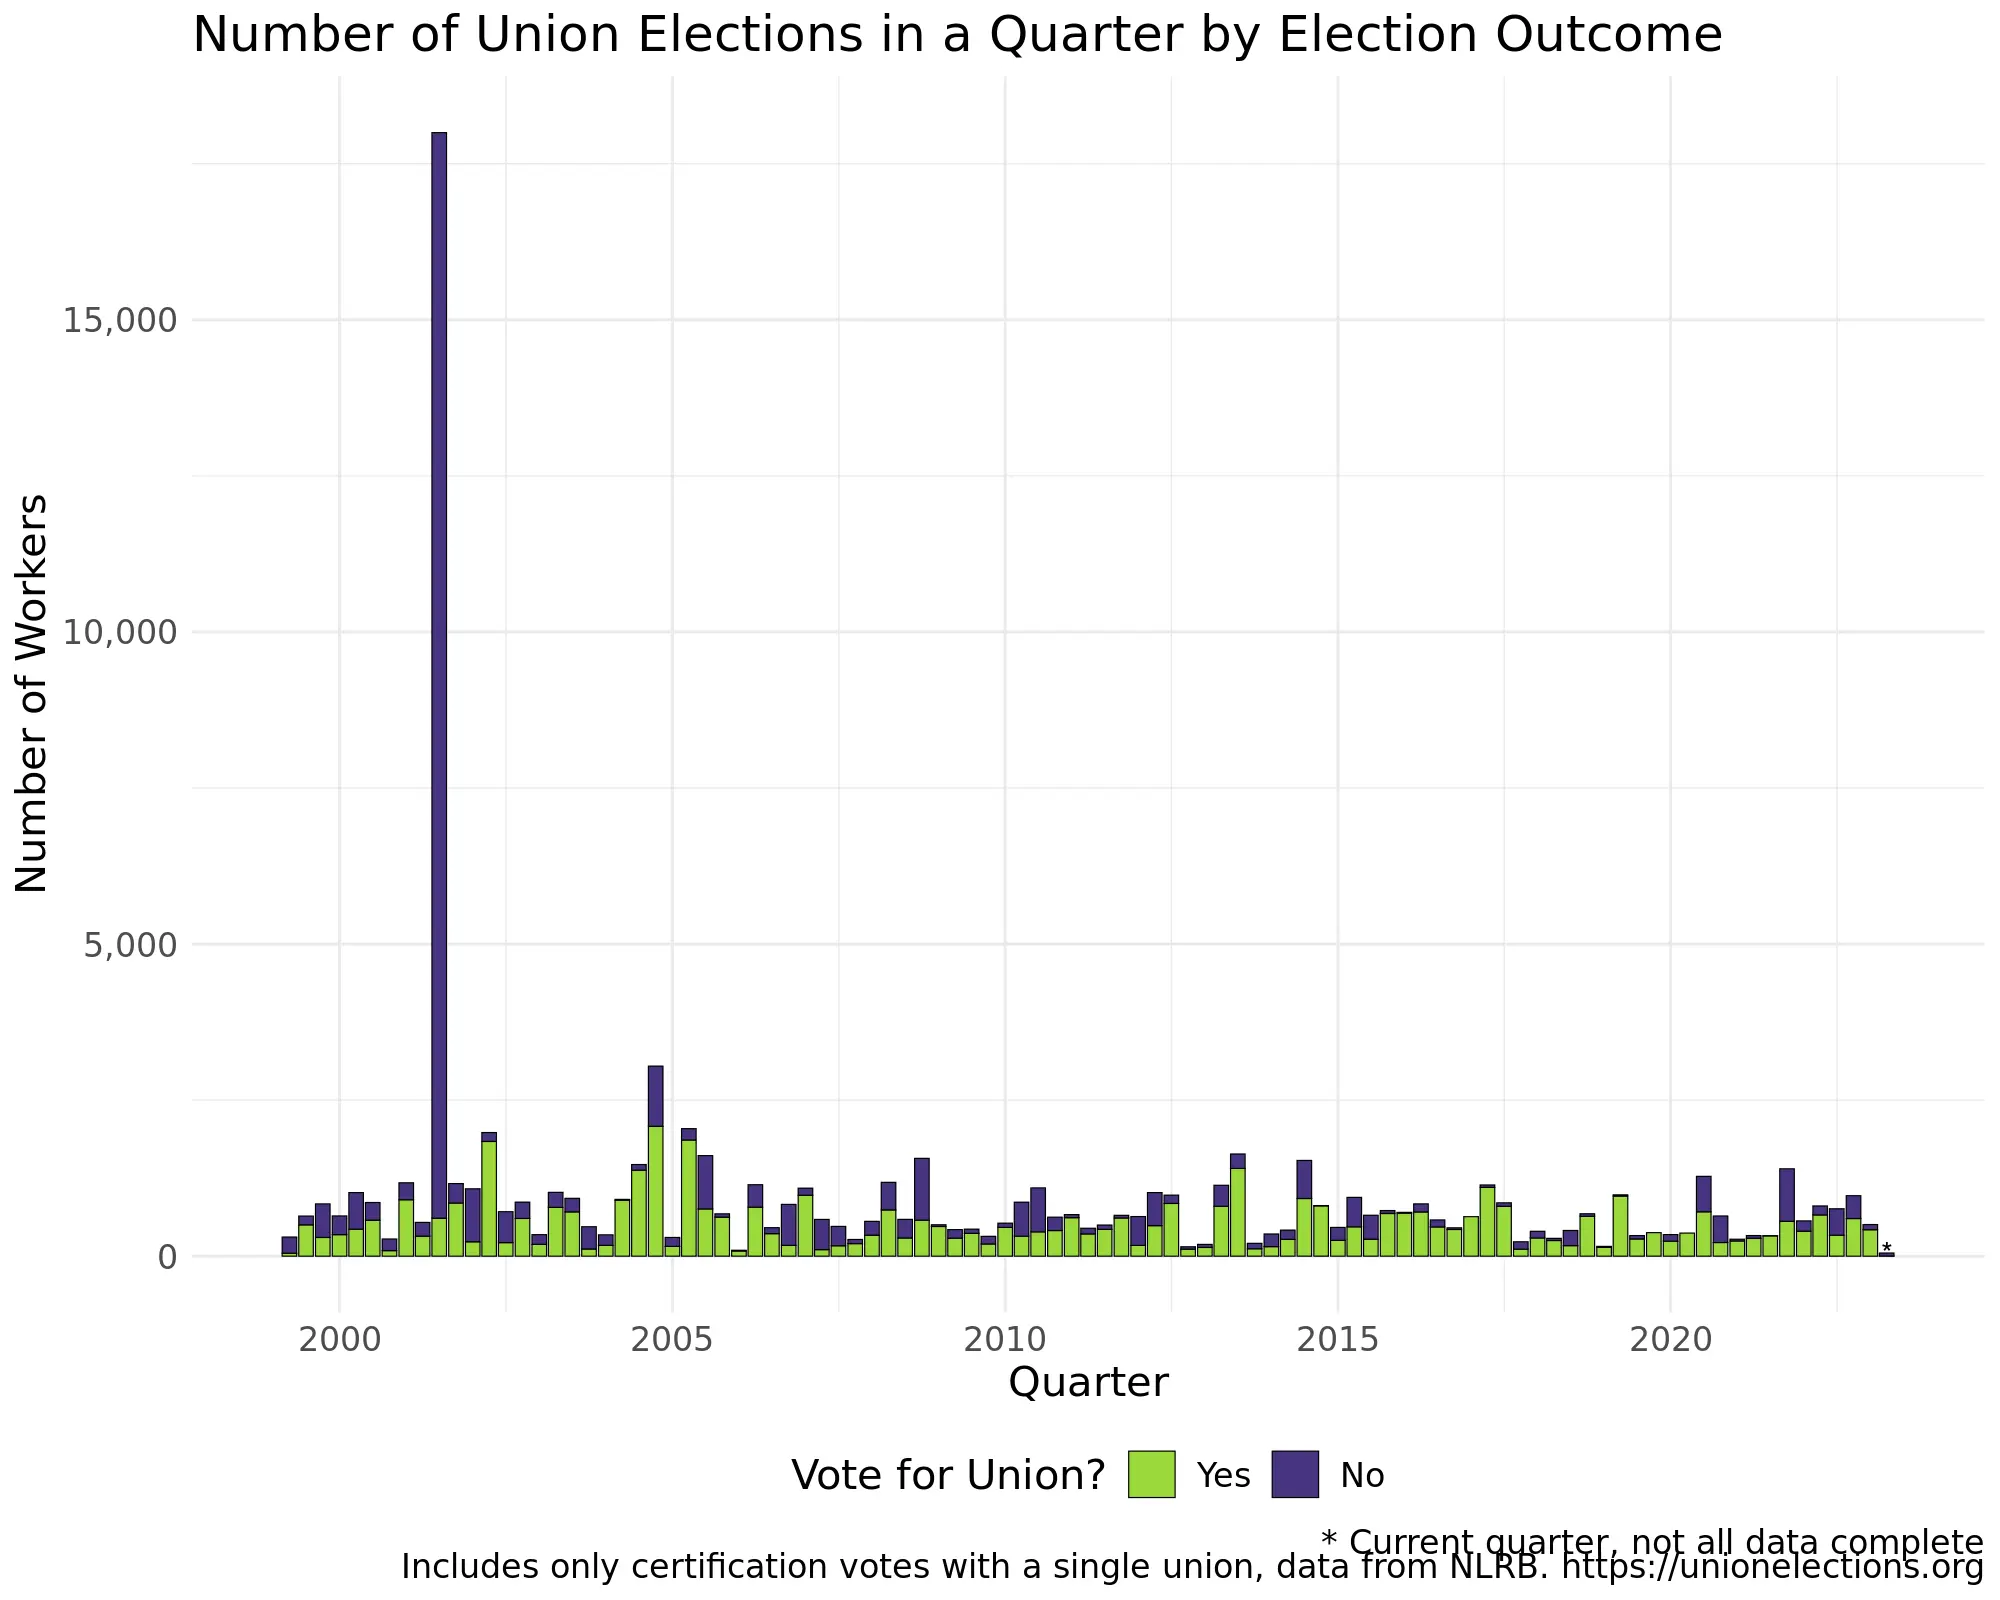 Number of Union Elections in a Quarter by Election Outcome
Number of Workers
15,000
10,000
5,000
0
*
2000 2005 2010 2015 2020
Quarter
Vote for Union? Yes No
* Current quarter, not all data complete
Includes only certification votes with a single union, data from NLRB. https://unionelections.org